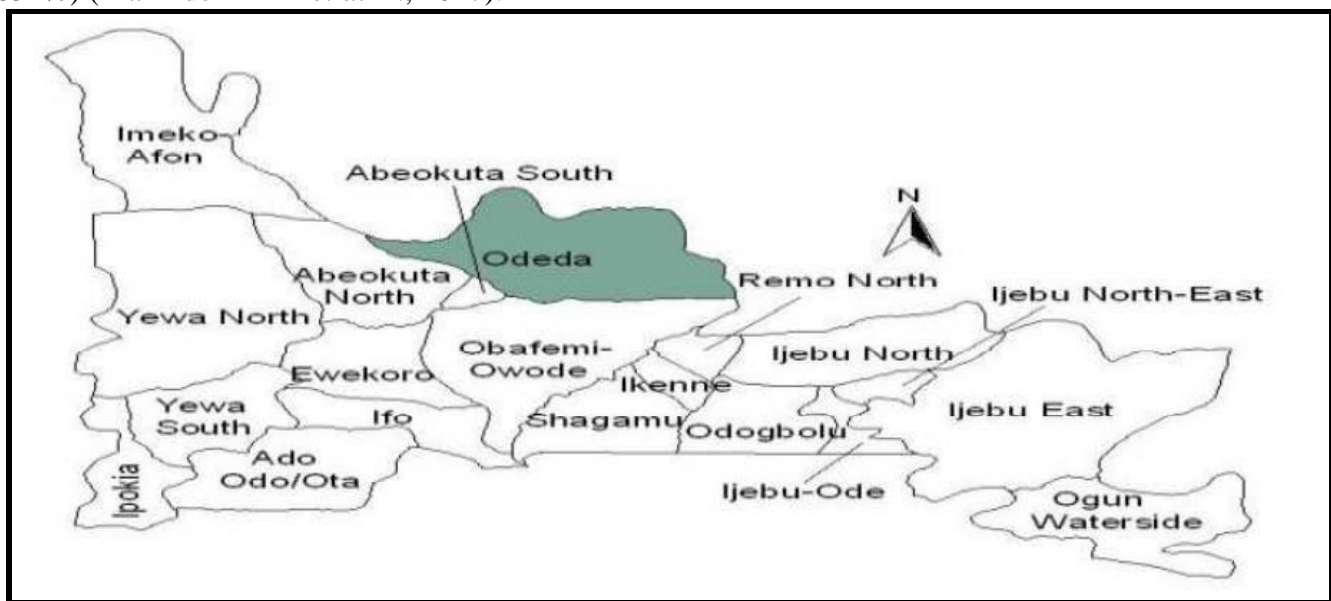 Imeko-
Afon
Abeokuta South
N
Odeda
Abeokuta
North
Remo North
Ijebu North-East
Yewa North
Obafemi-
Owode
Ijebu North
Ewekoro
Ikenne
Yewa
South
Ifo
Shagamu
Odogbolu
Ijebu East
Ado
Odo/Ota
Ipokia
Ijebu-Ode
Ogun
Waterside